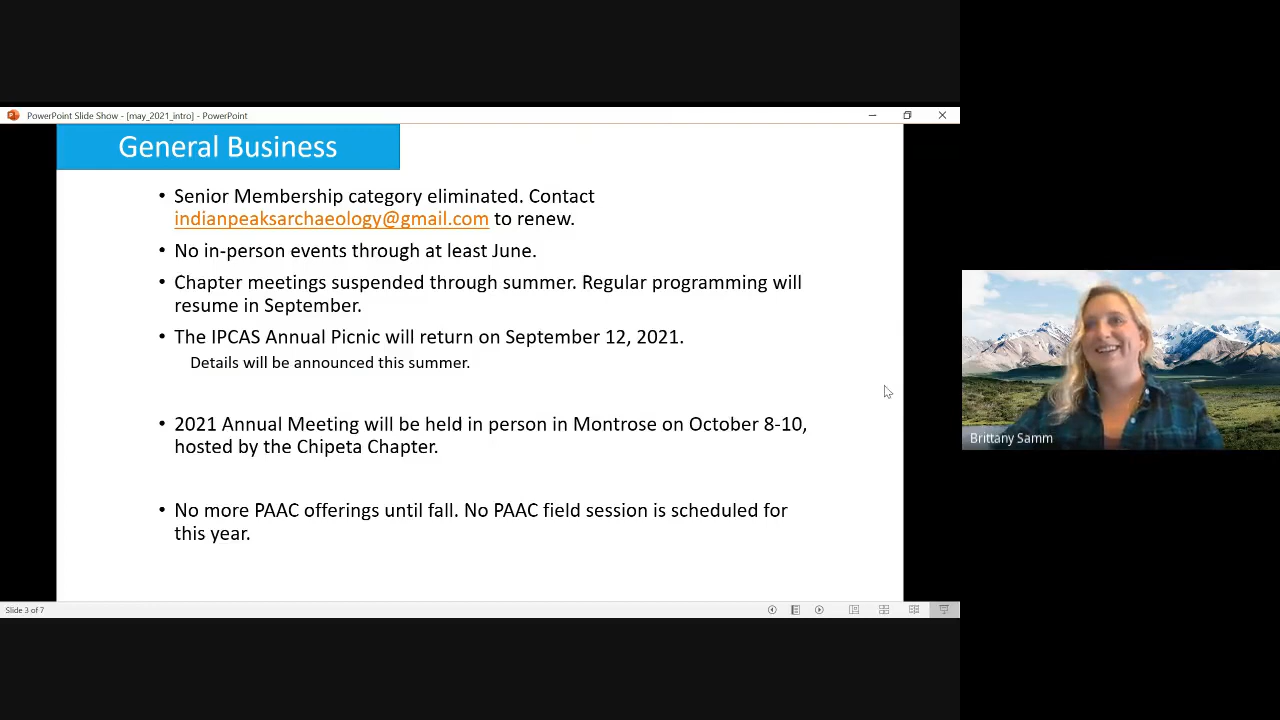 PowerPoint Slide Show - [may_2021_intro] - PowerPoint
General Business
• Senior Membership category eliminated. Contact
indianpeaksarchaeology@gmail.com to renew.
• No in-person events through at least June.
• Chapter meetings suspended through summer. Regular programming will
resume in September.
• The IPCAS Annual Picnic will return on September 12, 2021.
Details will be announced this summer.
• 2021 Annual Meeting will be held in person in Montrose on October 8-10,
hosted by the Chipeta Chapter.
• No more PAAC offerings until fall. No PAAC field session is scheduled for
this year.
Slide 3 of 7
Brittany Samm